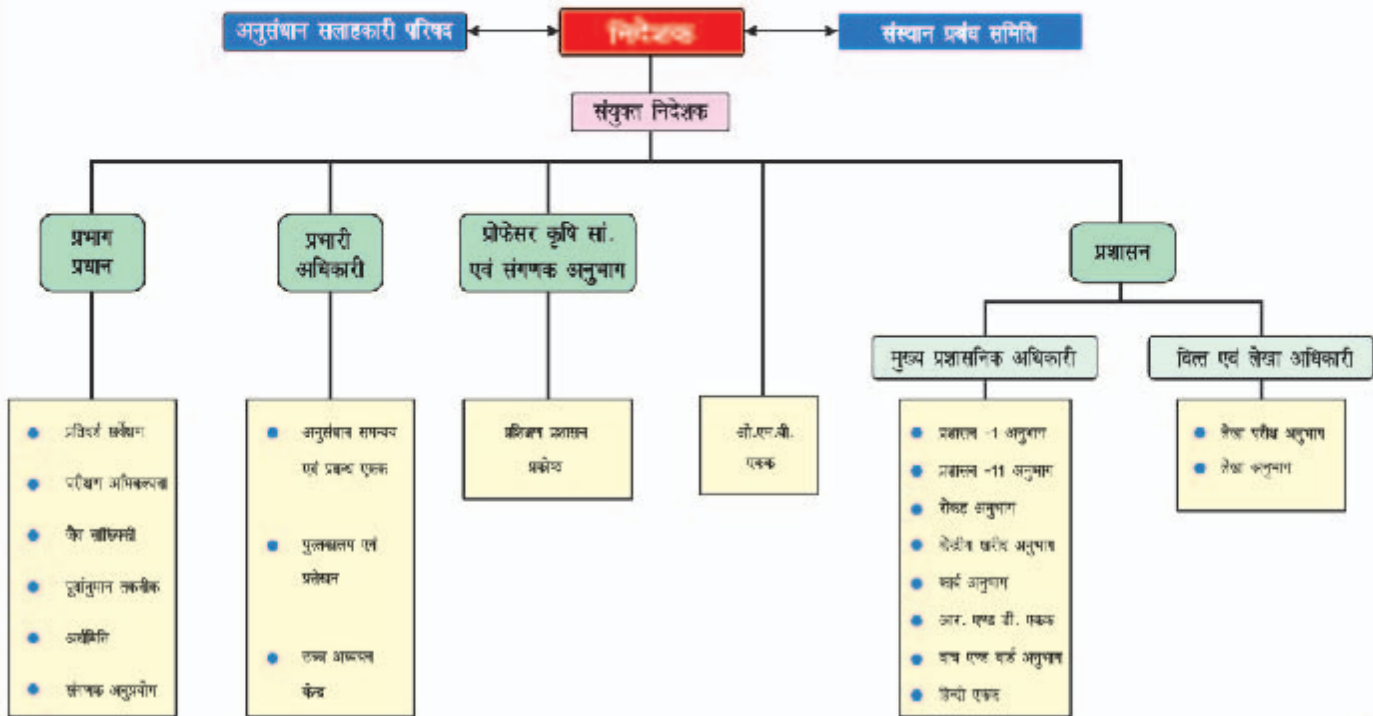 अनुसंधान सलाहकारी परिषद
निदेशक
संस्थान प्रबंध समिति
संयुक्त निदेशक
प्रभाग
प्रधान
प्रभारी
अधिकारी
प्रोफेसर कृषि सां.
एवं संगणक अनुभाग
प्रशासन
मुख्य प्रशासनिक अधिकारी
वित्त एवं लेखा अधिकारी
प्रतिदर्श सर्वेक्षण
परीक्षण अभिकल्पना
जैव सांख्यिकी
पूर्वानुमान तकनीक
अर्थमिति
संगणक अनुप्रयोग
अनुसंधान समन्वय
एवं प्रबन्ध एकक
पुस्तकालय एवं
प्रलेखन
उच्च अध्ययन
केन्द्र
प्रशिक्षण प्रशासन
प्रकोष्ठ
ओ.एम.वी.
एकक
प्रशासन -1 अनुभाग
प्रशासन -11 अनुभाग
रोकड़ अनुभाग
केन्द्रीय खरीद अनुभाग
कार्य अनुभाग
आर. एण्ड डी. एकक
वाच एण्ड वार्ड अनुभाग
हिन्दी एकक
लेखा परीक्ष अनुभाग
लेखा अनुभाग